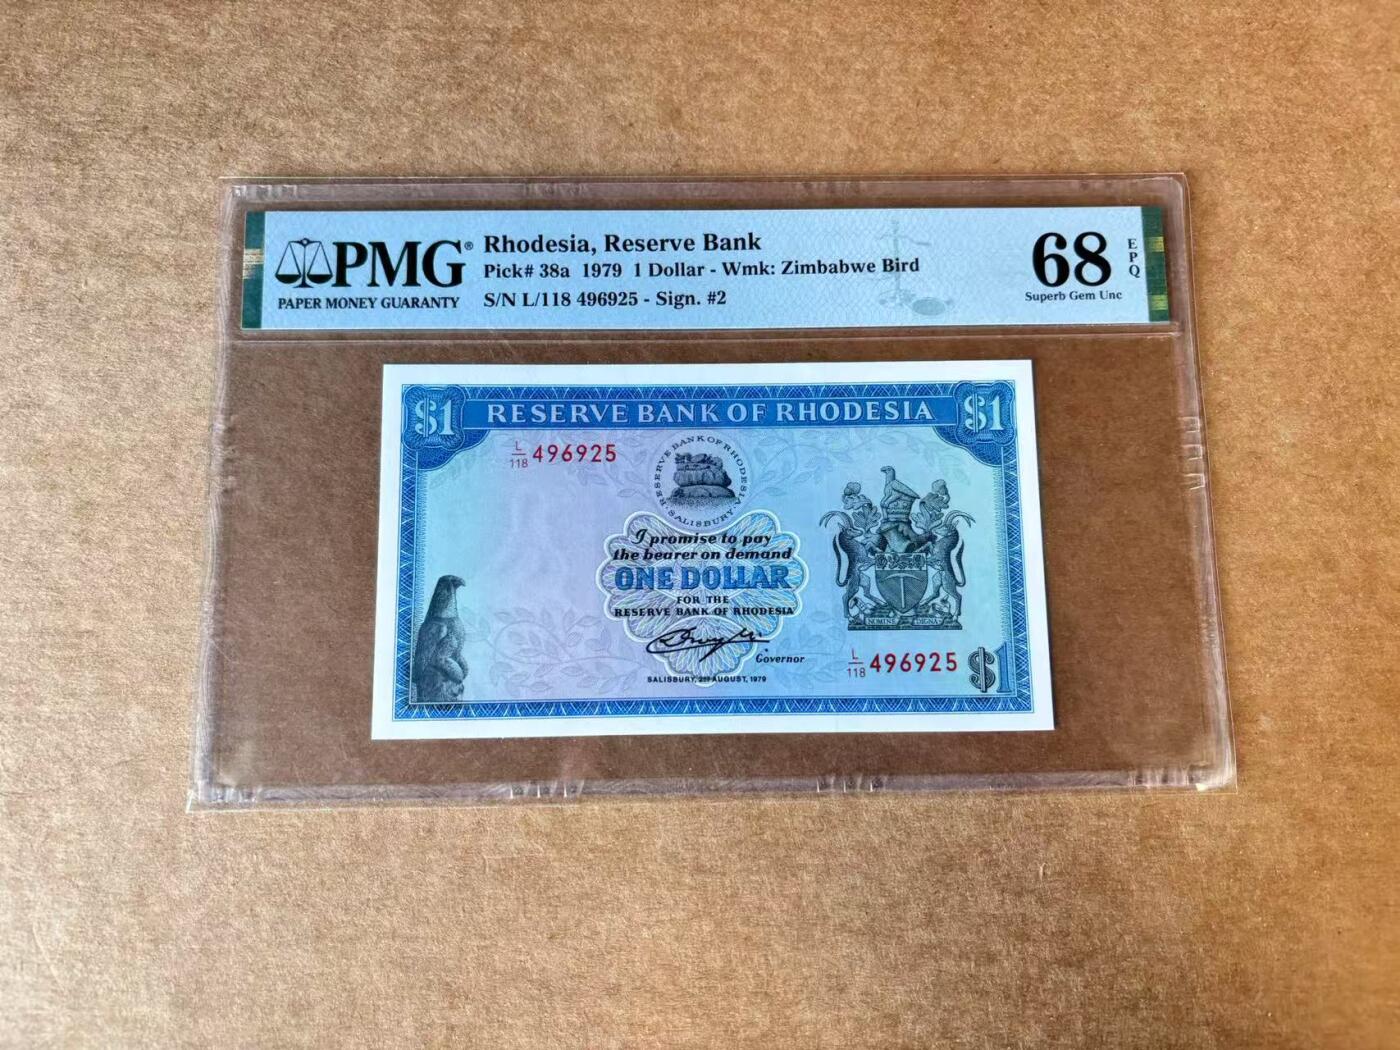 PMG®
PAPER MONEY GUARANTY
Rhodesia, Reserve Bank
Pick# 38a 1979 1 Dollar - Wmk: Zimbabwe Bird
S/N L/118 496925 - Sign. #2
68
EPQ
Superb Gem Unc
$1 RESERVE BANK OF RHODESIA $1
L/118 496925
RESERVE BANK OF RHODESIA
· SALISBURY ·
I promise to pay
the bearer on demand
ONE DOLLAR
FOR THE
RESERVE BANK OF RHODESIA
Governor
SALISBURY, 2ND AUGUST, 1979
NOMINE DIGNA
L/118 496925 $1